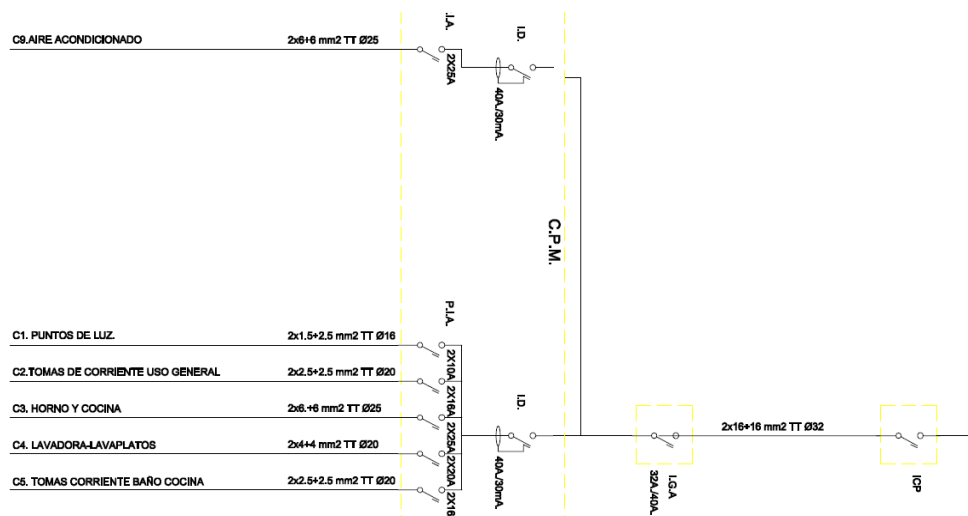 C9.AIRE ACONDICIONADO
2x6+6 mm2 TT Ø25
.I.A.
2X25A
I.D.
40A./30mA.
C.P.M.
P.I.A.
C1. PUNTOS DE LUZ.
2x1.5+2.5 mm2 TT Ø16
2X10A
C2.TOMAS DE CORRIENTE USO GENERAL
2x2.5+2.5 mm2 TT Ø20
2X16A
C3. HORNO Y COCINA
2x6.+6 mm2 TT Ø25
2X25A
C4. LAVADORA-LAVAPLATOS
2x4+4 mm2 TT Ø20
2X20A
C5. TOMAS CORRIENTE BAÑO COCINA
2x2.5+2.5 mm2 TT Ø20
2X16
I.D.
40A./30mA.
I.G.A
32A./40A.
2x16+16 mm2 TT Ø32
ICP